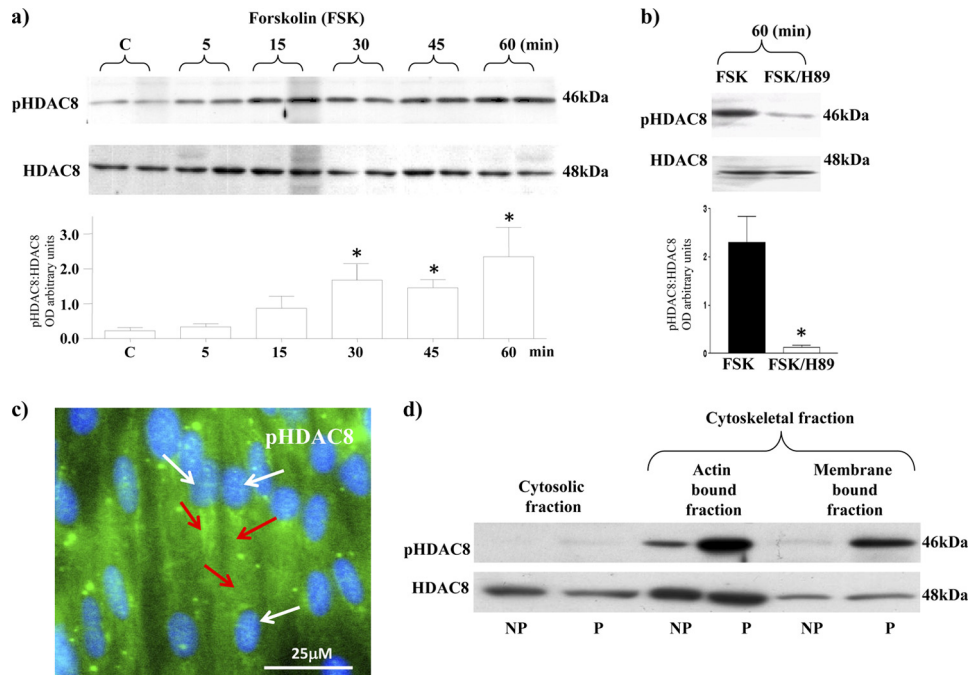 a)
Forskolin (FSK)
C 5 15 30 45 60 (min)
pHDAC8 46kDa
HDAC8 48kDa
pHDAC8:HDAC8
OD arbitrary units
3.0
2.0
1.0
0.0
* * *
C 5 15 30 45 60 min
b)
60 (min)
FSK FSK/H89
pHDAC8 46kDa
HDAC8 48kDa
pHDAC8:HDAC8
OD arbitrary units
3
2
1
0
*
FSK FSK/H89
c)
pHDAC8
25µM
d)
Cytoskeletal fraction
Cytosolic
fraction
Actin
bound
fraction
Membrane
bound
fraction
pHDAC8 46kDa
HDAC8 48kDa
NP P NP P NP P